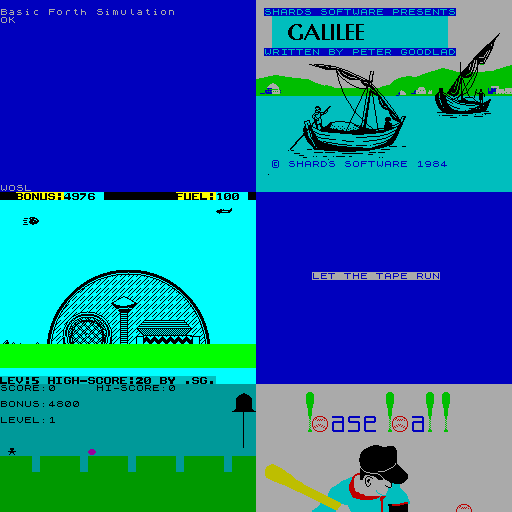 Basic Forth Simulation
OK
WOSL
SHARDS SOFTWARE PRESENTS
GALILEE
WRITTEN BY PETER GOODLAD
© SHARDS SOFTWARE 1984
BONUS:4976 FUEL:100
LEV:5 HIGH-SCORE:20 BY .SG.
LET THE TAPE RUN
SCORE:0 HI-SCORE:0
BONUS:4800
LEVEL:1
baseball!